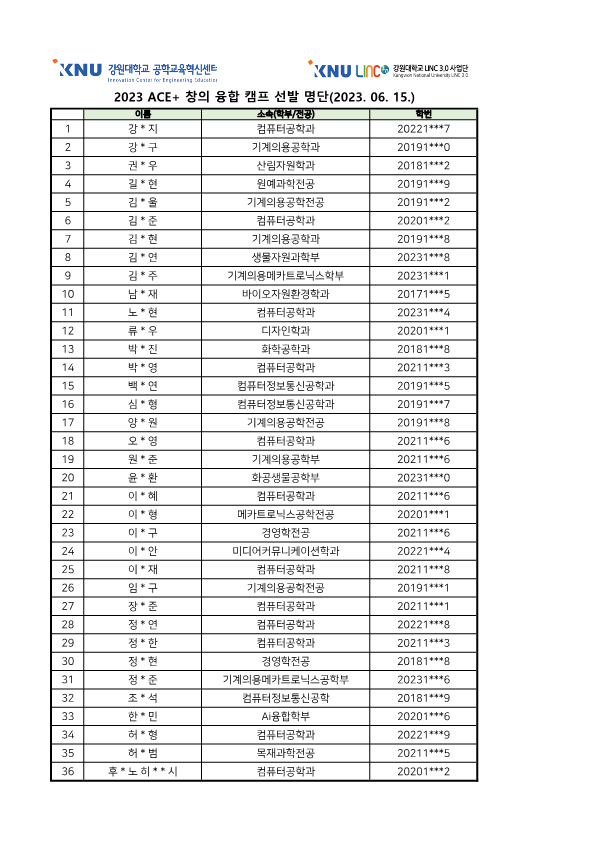 KNU 강원대학교 공학교육혁신센터
Innovation Center for Engineering Education
KNU LINC 3.0 강원대학교 LINC 3.0 사업단
Kangwon National University LINC 3.0
2023 ACE+ 창의 융합 캠프 선발 명단(2023. 06. 15.)
이름 소속(학부/전공) 학번
1 강 * 지 컴퓨터공학과 20221***7
2 강 * 구 기계의용공학과 20191***0
3 권 * 우 산림자원학과 20181***2
4 길 * 현 원예과학전공 20191***9
5 김 * 울 기계의용공학전공 20191***2
6 김 * 준 컴퓨터공학과 20201***2
7 김 * 현 기계의용공학과 20191***8
8 김 * 연 생물자원과학부 20231***8
9 김 * 주 기계의용메카트로닉스학부 20231***1
10 남 * 재 바이오자원환경학과 20171***5
11 노 * 현 컴퓨터공학과 20231***4
12 류 * 우 디자인학과 20201***1
13 박 * 진 화학공학과 20181***8
14 박 * 영 컴퓨터공학과 20211***3
15 백 * 연 컴퓨터정보통신공학과 20191***5
16 심 * 형 컴퓨터정보통신공학과 20191***7
17 양 * 원 기계의용공학전공 20191***8
18 오 * 영 컴퓨터공학과 20211***6
19 원 * 준 기계의용공학부 20211***6
20 윤 * 환 화공생물공학부 20231***0
21 이 * 혜 컴퓨터공학과 20211***6
22 이 * 형 메카트로닉스공학전공 20201***1
23 이 * 구 경영학전공 20211***6
24 이 * 안 미디어커뮤니케이션학과 20221***4
25 이 * 재 컴퓨터공학과 20211***8
26 임 * 구 기계의용공학전공 20191***1
27 장 * 준 컴퓨터공학과 20211***1
28 정 * 연 컴퓨터공학과 20221***8
29 정 * 한 컴퓨터공학과 20211***3
30 정 * 현 경영학전공 20181***8
31 정 * 준 기계의용메카트로닉스공학부 20231***6
32 조 * 석 컴퓨터정보통신공학 20181***9
33 한 * 민 Ai융합학부 20201***6
34 허 * 형 컴퓨터공학과 20221***9
35 허 * 범 목재과학전공 20211***5
36 후 * 노 히 * * 시 컴퓨터공학과 20201***2